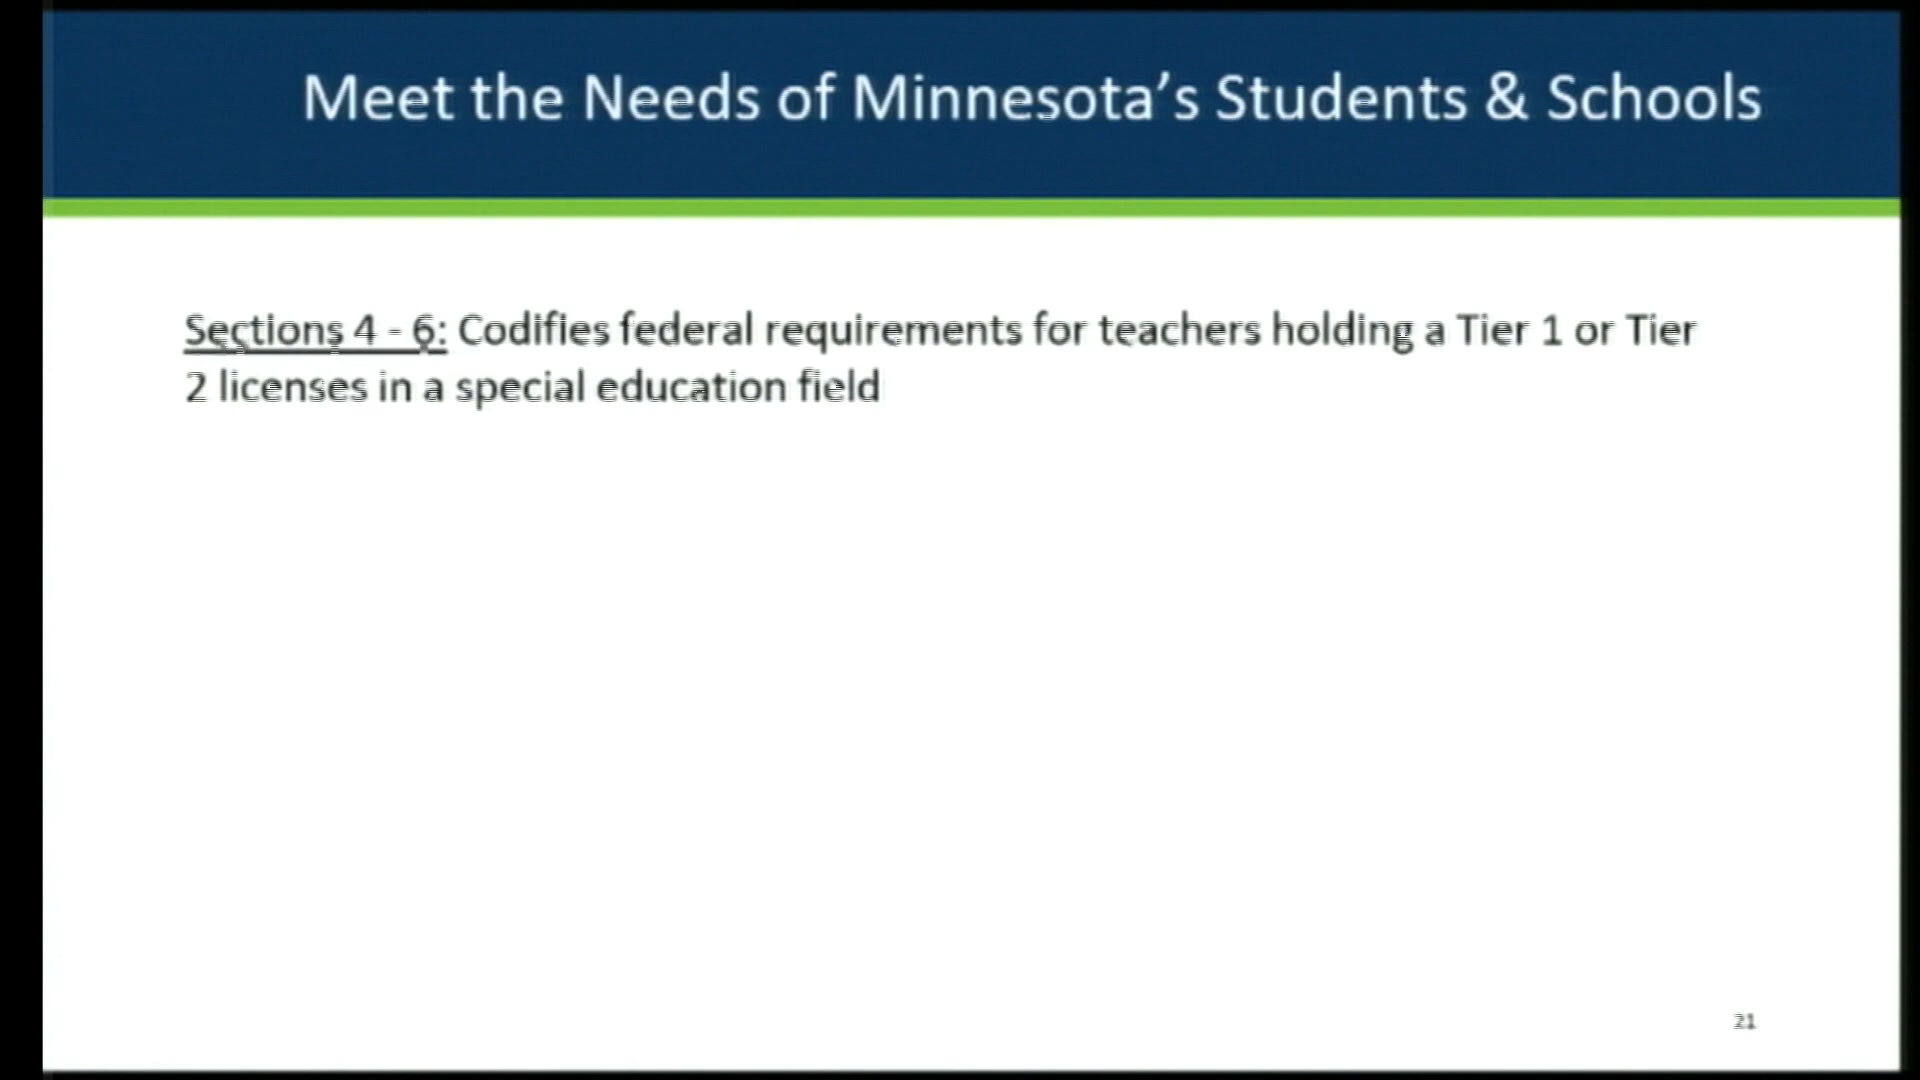 Meet the Needs of Minnesota’s Students & Schools
Sections 4 - 6: Codifies federal requirements for teachers holding a Tier 1 or Tier
2 licenses in a special education field
21